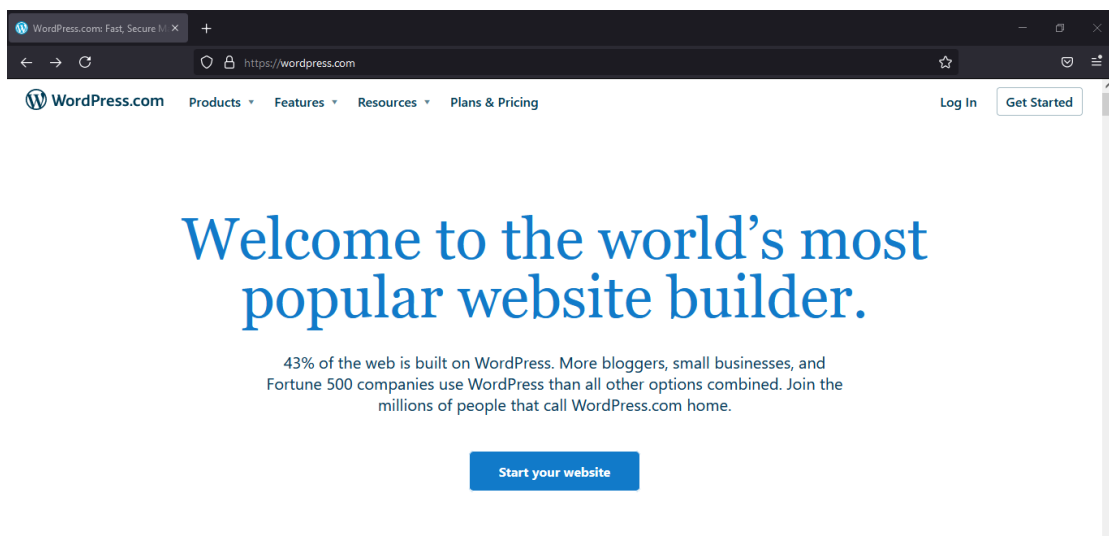 WordPress.com: Fast, Secure M
https://wordpress.com
WordPress.com Products Features Resources Plans & Pricing Log In Get Started
Welcome to the world’s most
popular website builder.
43% of the web is built on WordPress. More bloggers, small businesses, and
Fortune 500 companies use WordPress than all other options combined. Join the
millions of people that call WordPress.com home.
Start your website